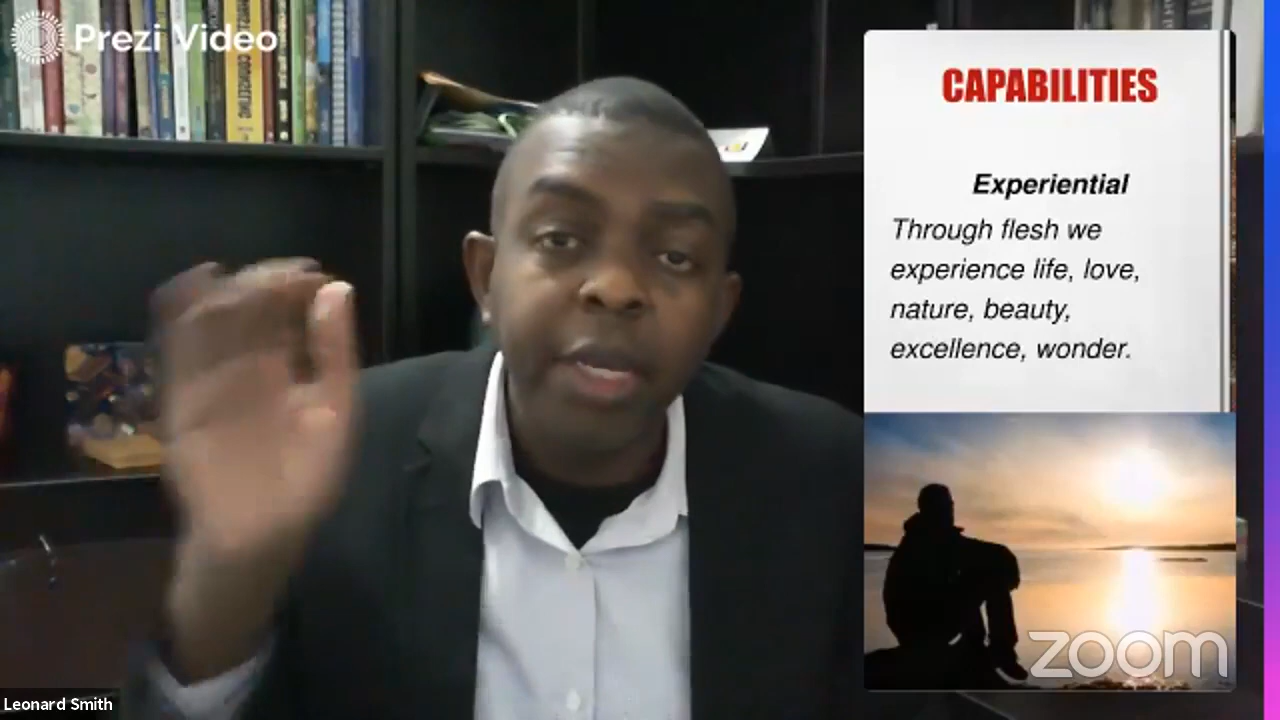 Prezi Video
CAPABILITIES
Experiential
Through flesh we
experience life, love,
nature, beauty,
excellence, wonder.
zoom
Leonard Smith